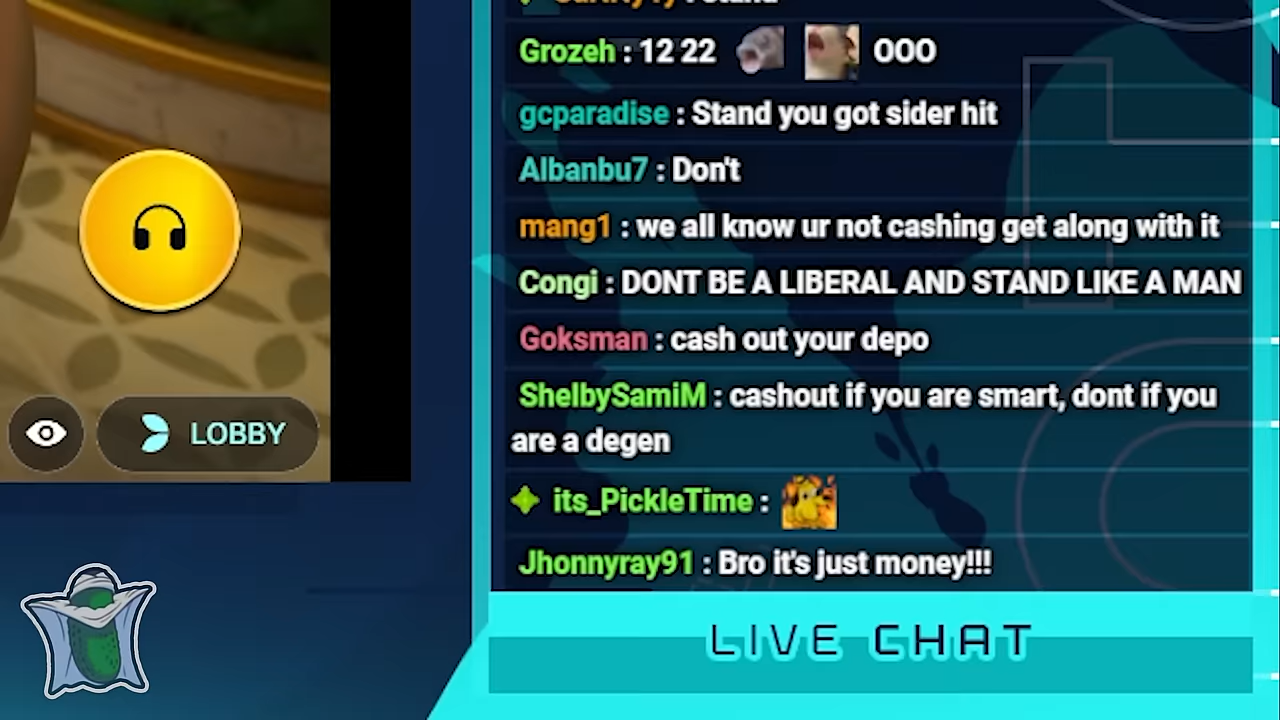 Grozeh : 12 22 OOO
gcparadise : Stand you got sider hit
Albanbu7 : Don't
mang1 : we all know ur not cashing get along with it
Congi : DONT BE A LIBERAL AND STAND LIKE A MAN
Goksman : cash out your depo
ShelbySamiM : cashout if you are smart, dont if you
are a degen
its_PickleTime :
Jhonnyray91 : Bro it's just money!!!
LOBBY
LIVE CHAT